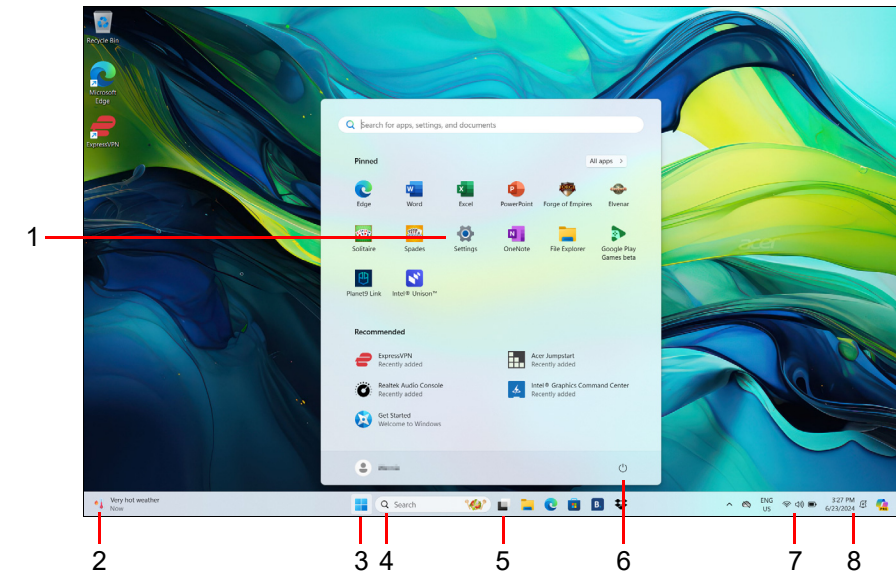 Recycle Bin
Microsoft
Edge
ExpressVPN
Search for apps, settings, and documents
Pinned
All apps >
Edge
Word
Excel
PowerPoint
Forge of Empires
Elvenar
1
Solitaire
Spades
Settings
OneNote
File Explorer
Google Play
Games beta
acer
Planet9 Link
Intel® Unison™
Recommended
ExpressVPN
Recently added
Acer Jumpstart
Recently added
Realtek Audio Console
Recently added
Intel® Graphics Command Center
Recently added
Get Started
Welcome to Windows
Very hot weather
Now
Search
B.
ENG
US
3:27 PM
6/23/2024
2
3
4
5
6
7
8